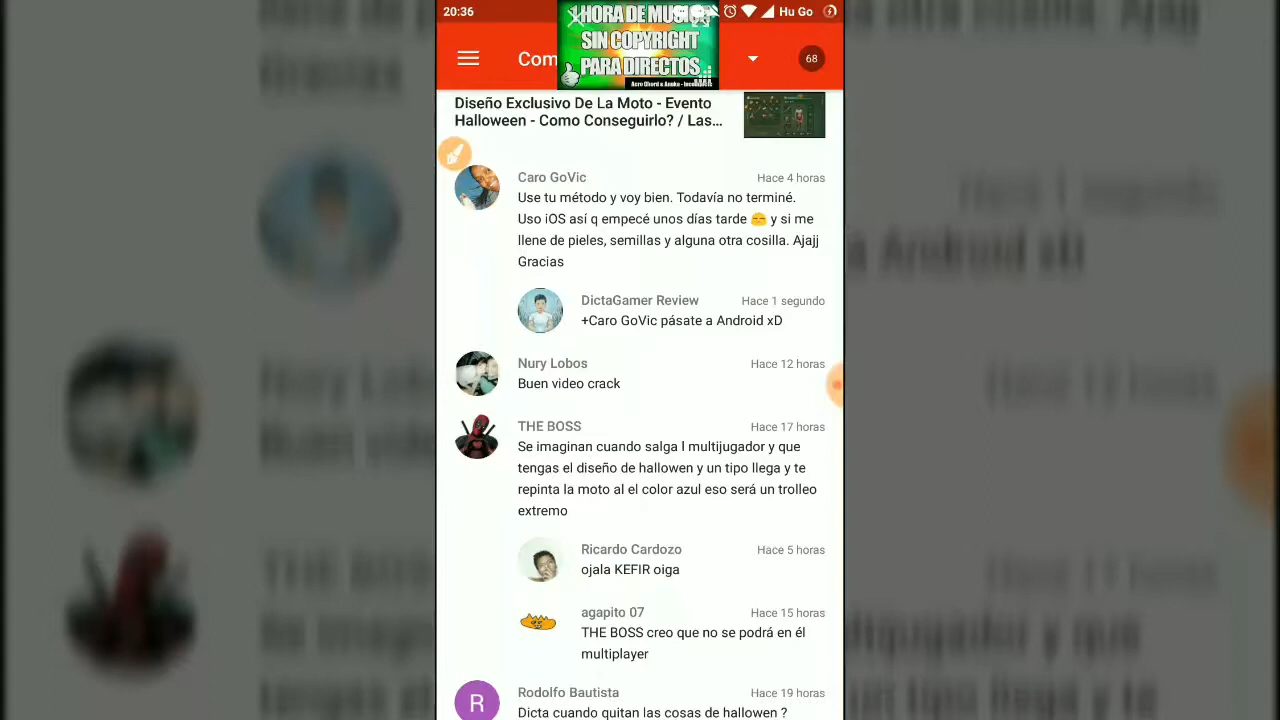 20:36
Hu Go
1 HORA DE MUSICA
SIN COPYRIGHT
PARA DIRECTOS
Com
68
Diseño Exclusivo De La Moto - Evento
Halloween - Como Conseguirlo? / Las...
Caro GoVic
Hace 4 horas
Use tu método y voy bien. Todavía no terminé.
Uso iOS así q empecé unos días tarde 😑 y si me
llene de pieles, semillas y alguna otra cosilla. Ajajj
Gracias
DictaGamer Review
Hace 1 segundo
+Caro GoVic pásate a Android xD
Nury Lobos
Hace 12 horas
Buen video crack
THE BOSS
Hace 17 horas
Se imaginan cuando salga l multijugador y que
tengas el diseño de hallowen y un tipo llega y te
repinta la moto al el color azul eso será un trolleo
extremo
Ricardo Cardozo
Hace 5 horas
ojala KEFIR oiga
agapito 07
Hace 15 horas
THE BOSS creo que no se podrá en él
multiplayer
R
Rodolfo Bautista
Hace 19 horas
Dicta cuando quitan las cosas de hallowen ?